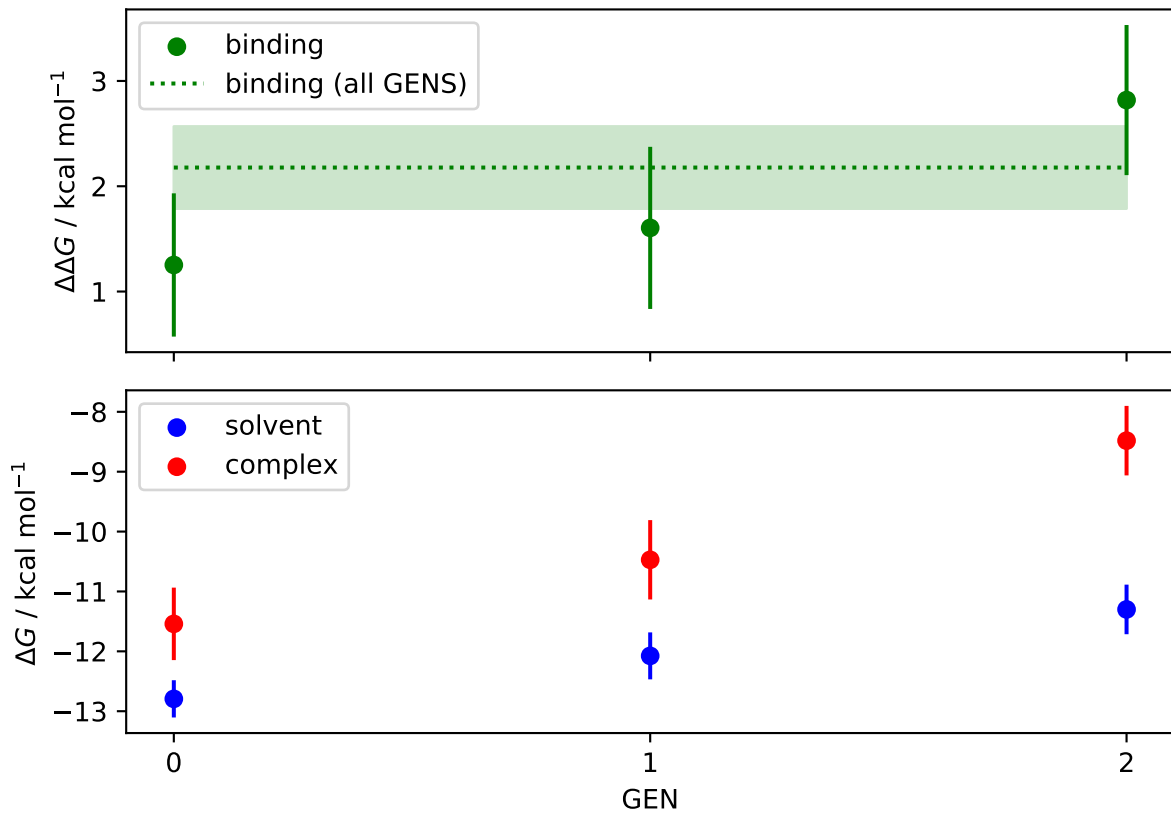 ΔΔG / kcal mol⁻¹
3
2
1
binding
binding (all GENS)
ΔG / kcal mol⁻¹
−8
−9
−10
−11
−12
−13
solvent
complex
0 1 2
GEN